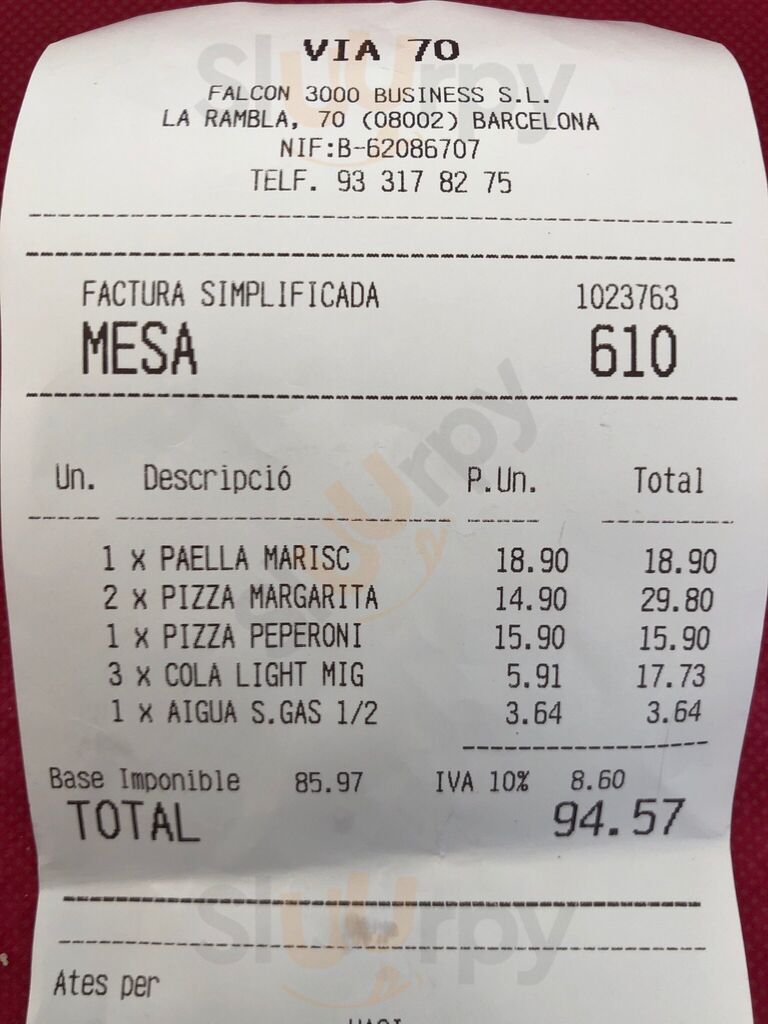 VIA 70
FALCON 3000 BUSINESS S.L.
LA RAMBLA, 70 (08002) BARCELONA
NIF:B-62086707
TELF. 93 317 82 75
FACTURA SIMPLIFICADA 1023763
MESA 610
Un. Descripció P.Un. Total
1 x PAELLA MARISC 18.90 18.90
2 x PIZZA MARGARITA 14.90 29.80
1 x PIZZA PEPERONI 15.90 15.90
3 x COLA LIGHT MIG 5.91 17.73
1 x AIGUA S.GAS 1/2 3.64 3.64
Base Imponible 85.97 IVA 10% 8.60
TOTAL 94.57
Ates per
Slurpy
Slurpy
Slurpy